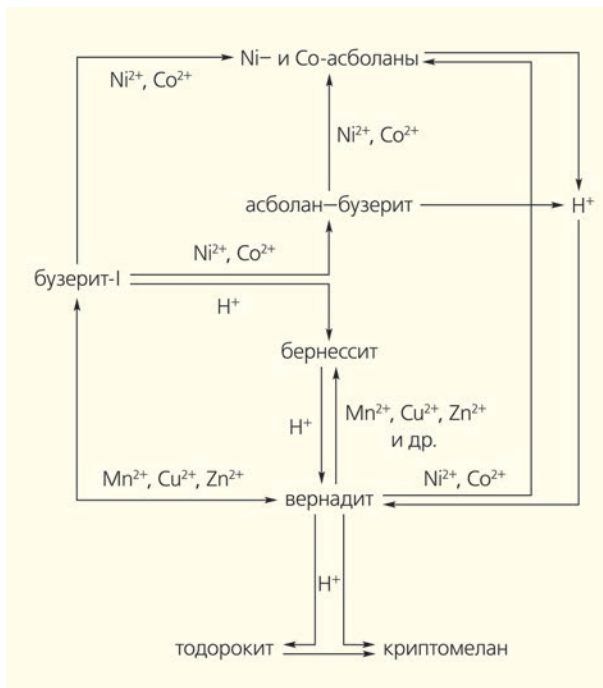 Ni– и Co-асболаны
Ni²⁺, Co²⁺
Ni²⁺, Co²⁺
асболан–бузерит
H⁺
Ni²⁺, Co²⁺
бузерит-I
H⁺
бернессит
H⁺
Mn²⁺, Cu²⁺, Zn²⁺
и др.
Mn²⁺, Cu²⁺, Zn²⁺
Ni²⁺, Co²⁺
вернадит
H⁺
тодорокит
криптомелан